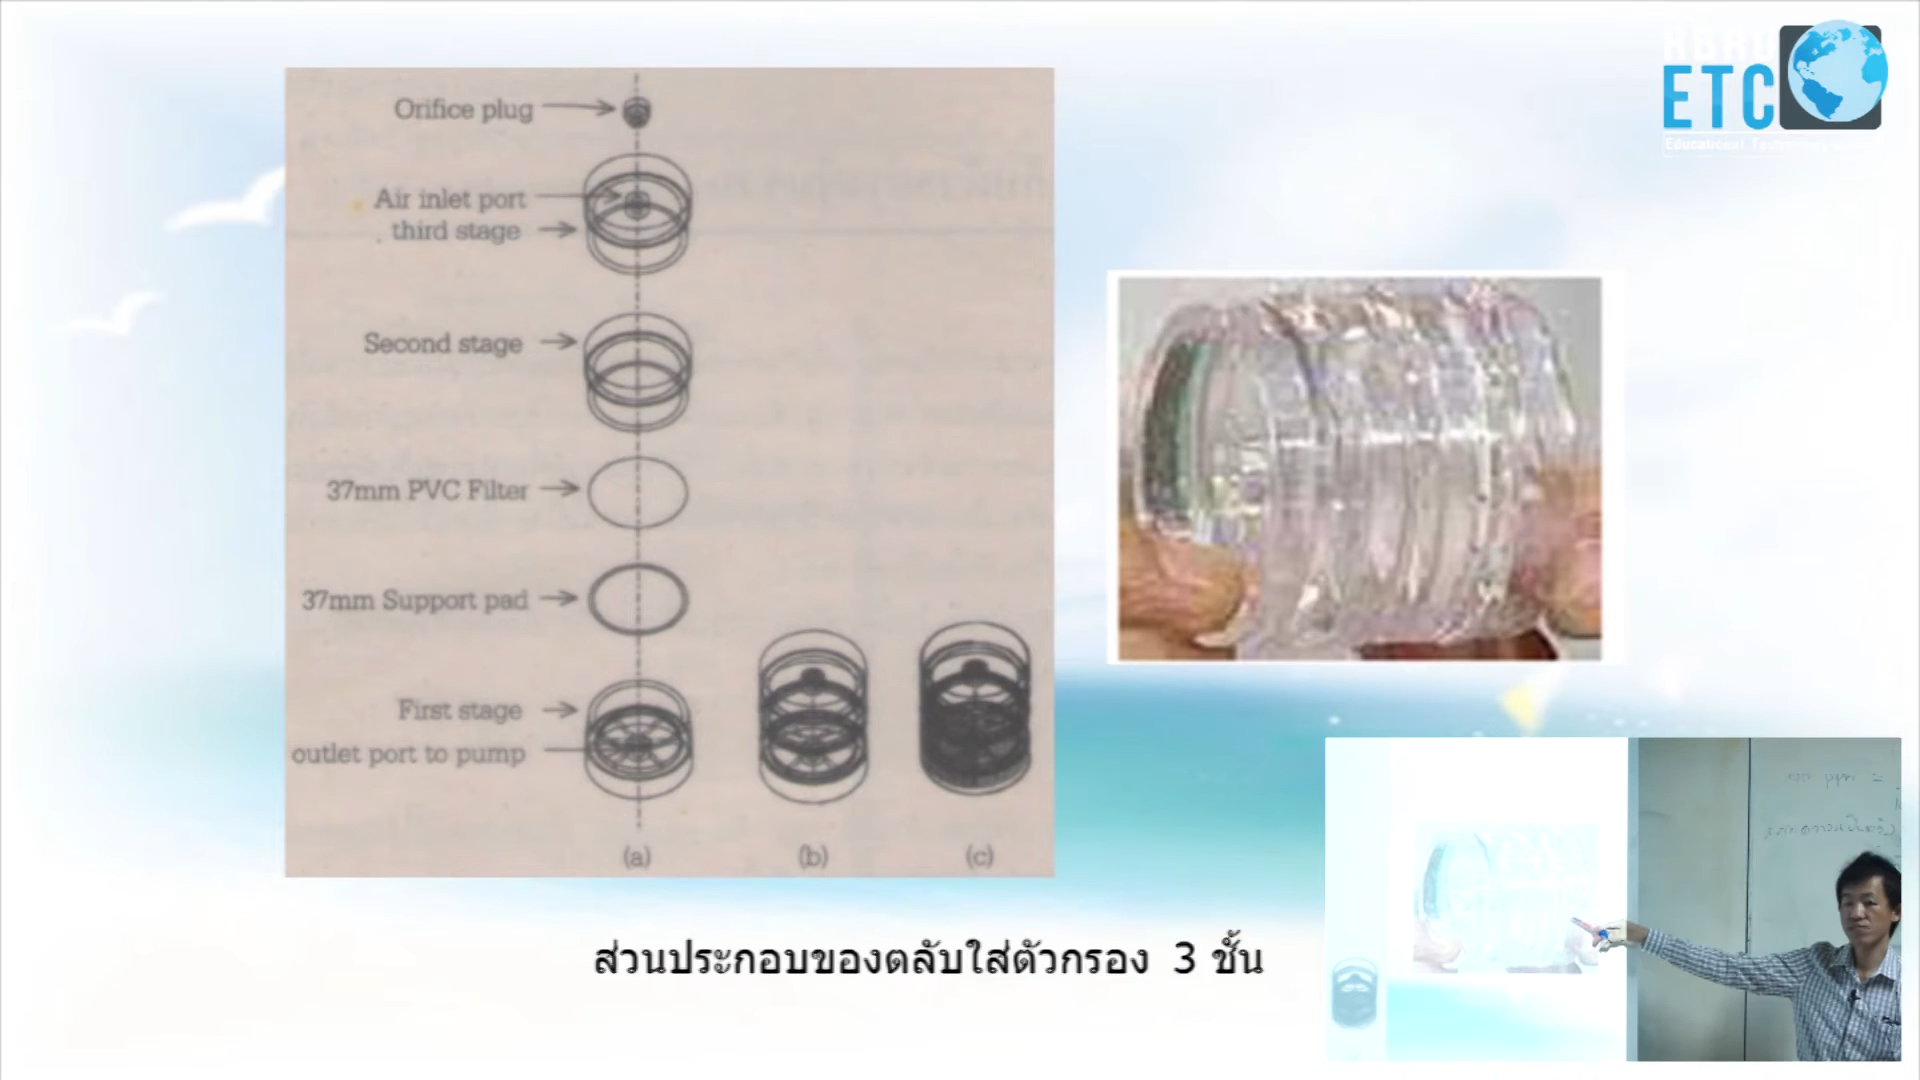 ETC
Orifice plug
Air inlet port
third stage
Second stage
37mm PVC Filter
37mm Support pad
First stage
outlet port to pump
(a)
(b)
(c)
ส่วนประกอบของตลับใส่ตัวกรอง 3 ชั้น